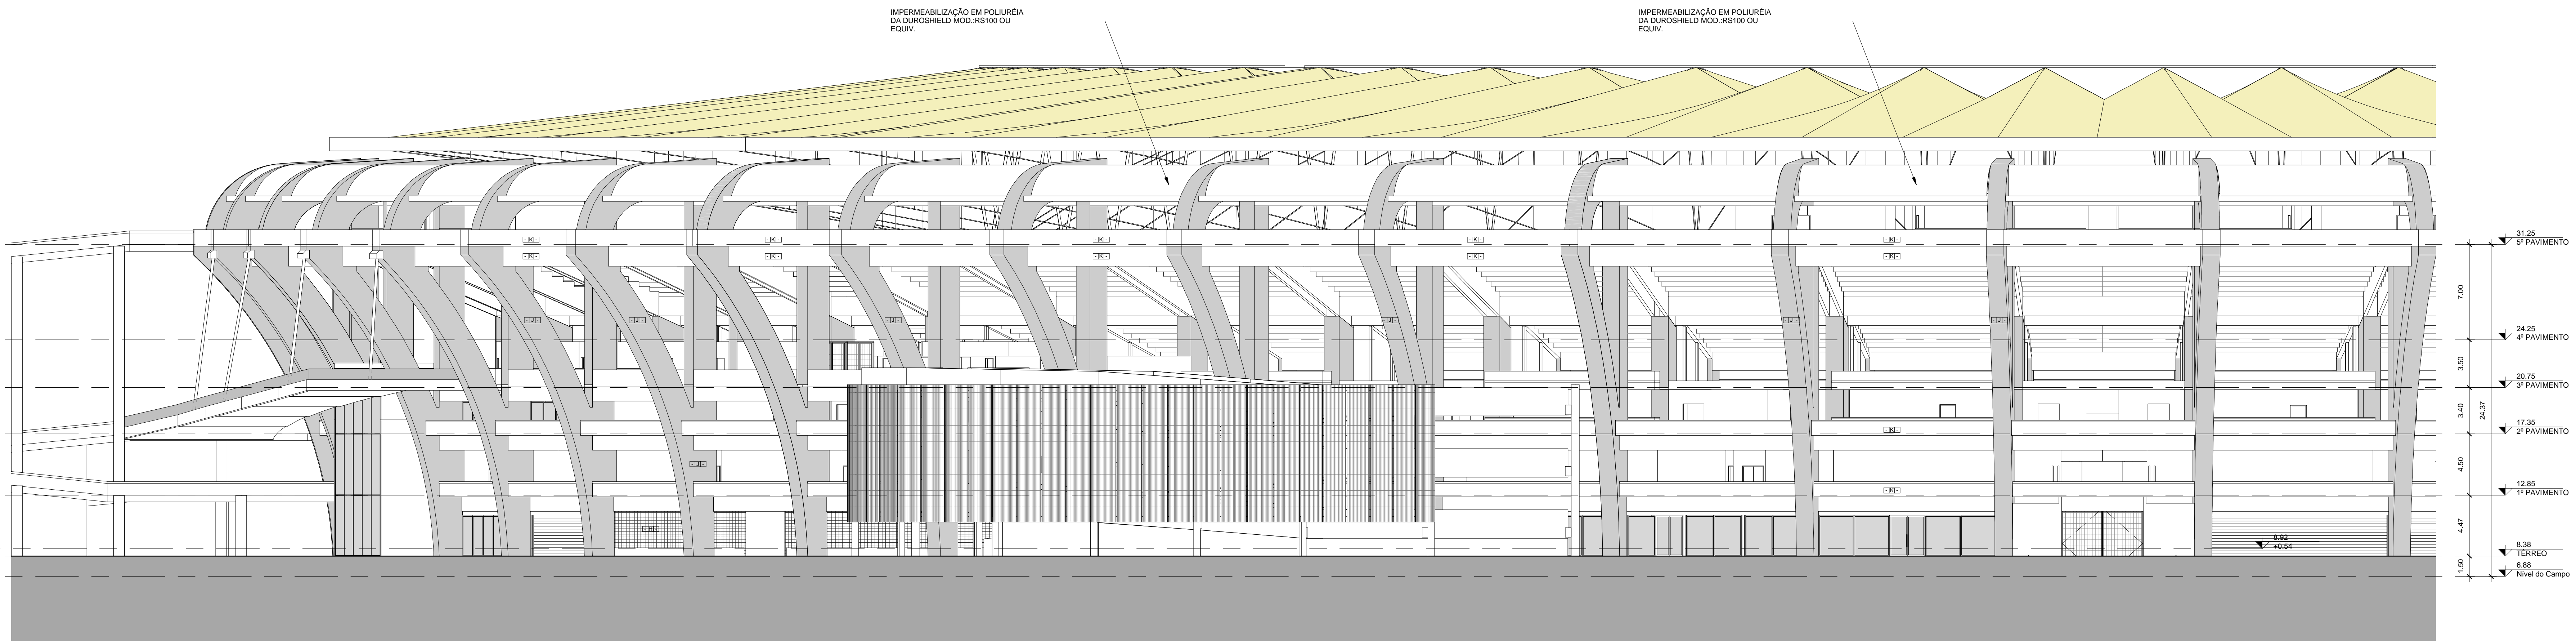 IMPERMEABILIZAÇÃO EM POLIURÉIA
DA DUROSHIELD MOD.:RS100 OU
EQUIV.
IMPERMEABILIZAÇÃO EM POLIURÉIA
DA DUROSHIELD MOD.:RS100 OU
EQUIV.
-|K|- -|K|- -|K|- -|K|- -|K|-
-|K|- -|K|- -|K|- -|K|- -|K|-
-|J|- -|J|- -|J|- -|J|- -|J|- -|J|-
-|K|-
-|J|-
-|K|-
-|H|-
31.25
5º PAVIMENTO
7.00
24.25
4º PAVIMENTO
3.50
20.75
3º PAVIMENTO
3.40
24.37
17.35
2º PAVIMENTO
4.50
12.85
1º PAVIMENTO
4.47
8.92
+0.54
8.38
TÉRREO
1.50
6.88
Nível do Campo